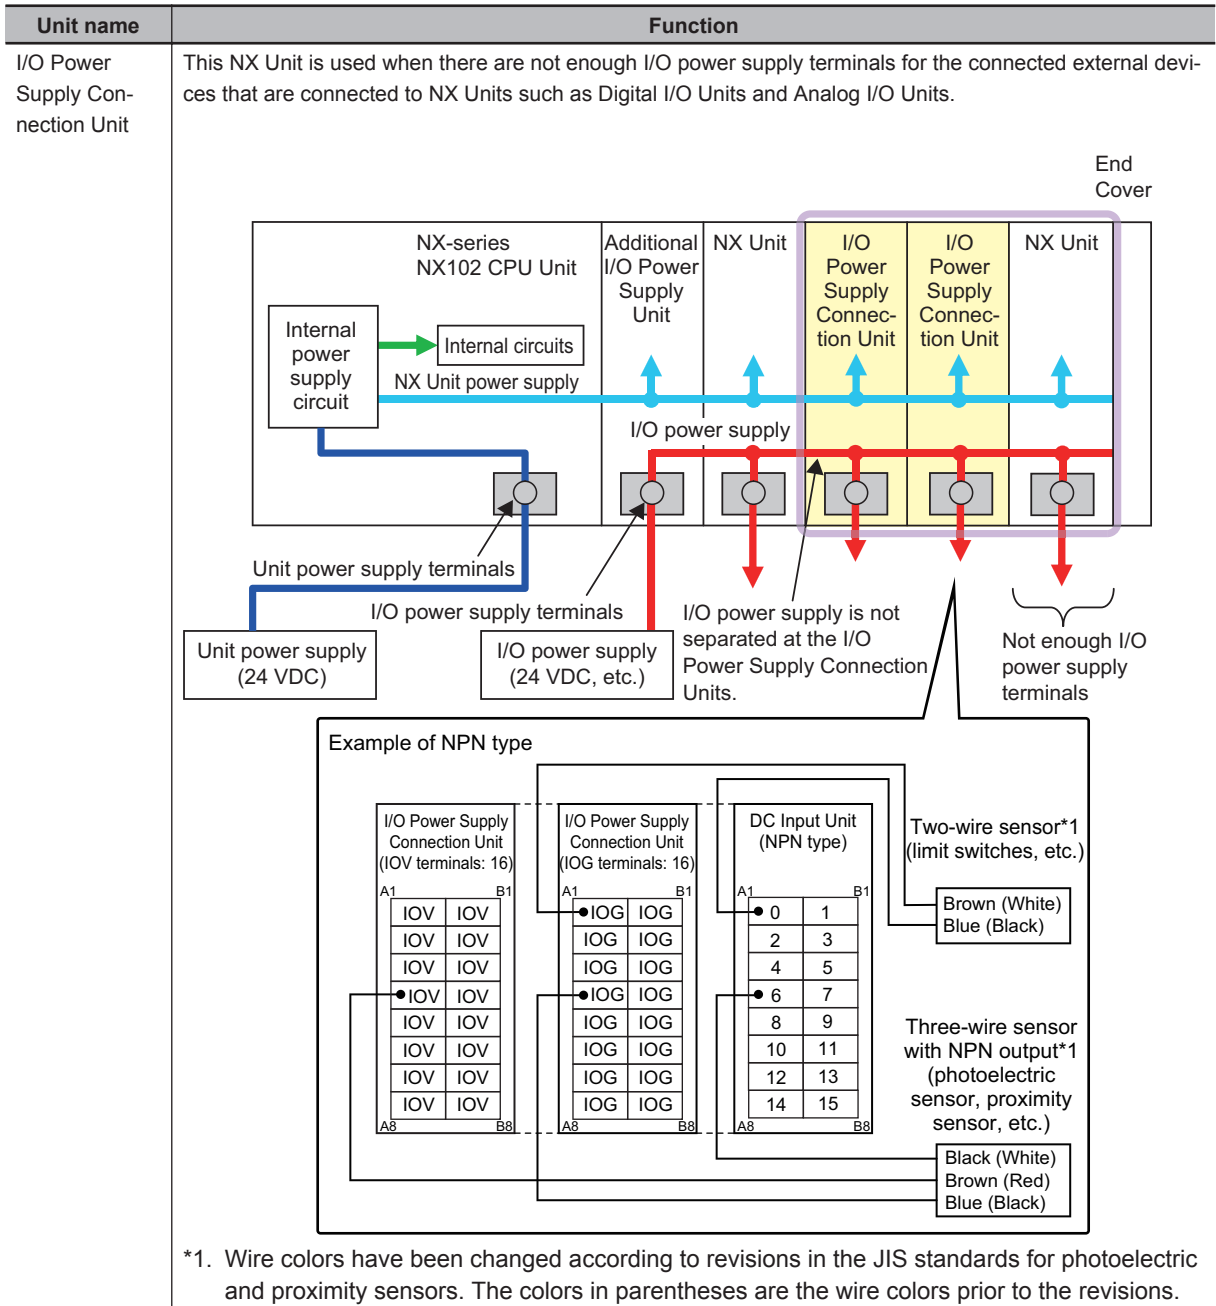 Unit name
Function
I/O Power
Supply Con-
nection Unit
This NX Unit is used when there are not enough I/O power supply terminals for the connected external devi-
ces that are connected to NX Units such as Digital I/O Units and Analog I/O Units.
End
Cover
NX-series
NX102 CPU Unit
Additional
I/O Power
Supply
Unit
NX Unit
I/O
Power
Supply
Connec-
tion Unit
I/O
Power
Supply
Connec-
tion Unit
NX Unit
Internal
power
supply
circuit
Internal circuits
NX Unit power supply
I/O power supply
Unit power supply terminals
I/O power supply terminals
Unit power supply
(24 VDC)
I/O power supply
(24 VDC, etc.)
I/O power supply is not
separated at the I/O
Power Supply Connection
Units.
Not enough I/O
power supply
terminals
Example of NPN type
I/O Power Supply
Connection Unit
(IOV terminals: 16)
A1 B1
IOV IOV
IOV IOV
IOV IOV
IOV IOV
IOV IOV
IOV IOV
IOV IOV
IOV IOV
A8 B8
I/O Power Supply
Connection Unit
(IOG terminals: 16)
A1 B1
IOG IOG
IOG IOG
IOG IOG
IOG IOG
IOG IOG
IOG IOG
IOG IOG
IOG IOG
A8 B8
DC Input Unit
(NPN type)
A1 B1
0 1
2 3
4 5
6 7
8 9
10 11
12 13
14 15
A8 B8
Two-wire sensor*1
(limit switches, etc.)
Brown (White)
Blue (Black)
Three-wire sensor
with NPN output*1
(photoelectric
sensor, proximity
sensor, etc.)
Black (White)
Brown (Red)
Blue (Black)
*1. Wire colors have been changed according to revisions in the JIS standards for photoelectric
and proximity sensors. The colors in parentheses are the wire colors prior to the revisions.